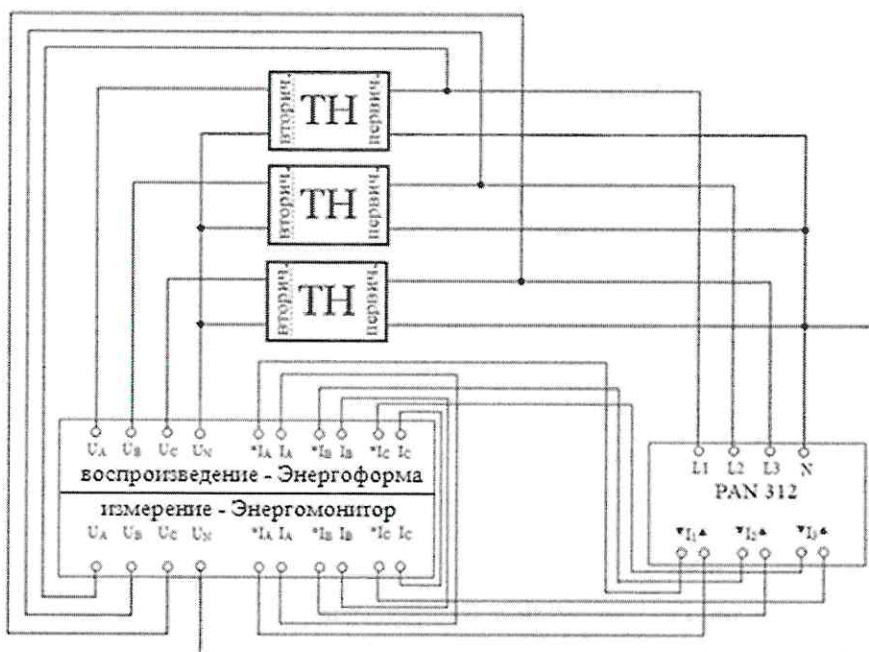 вторич. ТН первич.
вторич. ТН первич.
вторич. ТН первич.
UA UB UC UN *IA IA *IB IB *IC IC
воспроизведение - Энергоформа
измерение - Энергомонитор
UA UB UC UN *IA IA *IB IB *IC IC
L1 L2 L3 N
PAN 312
▼I1▲ ▼I2▲ ▼I3▲